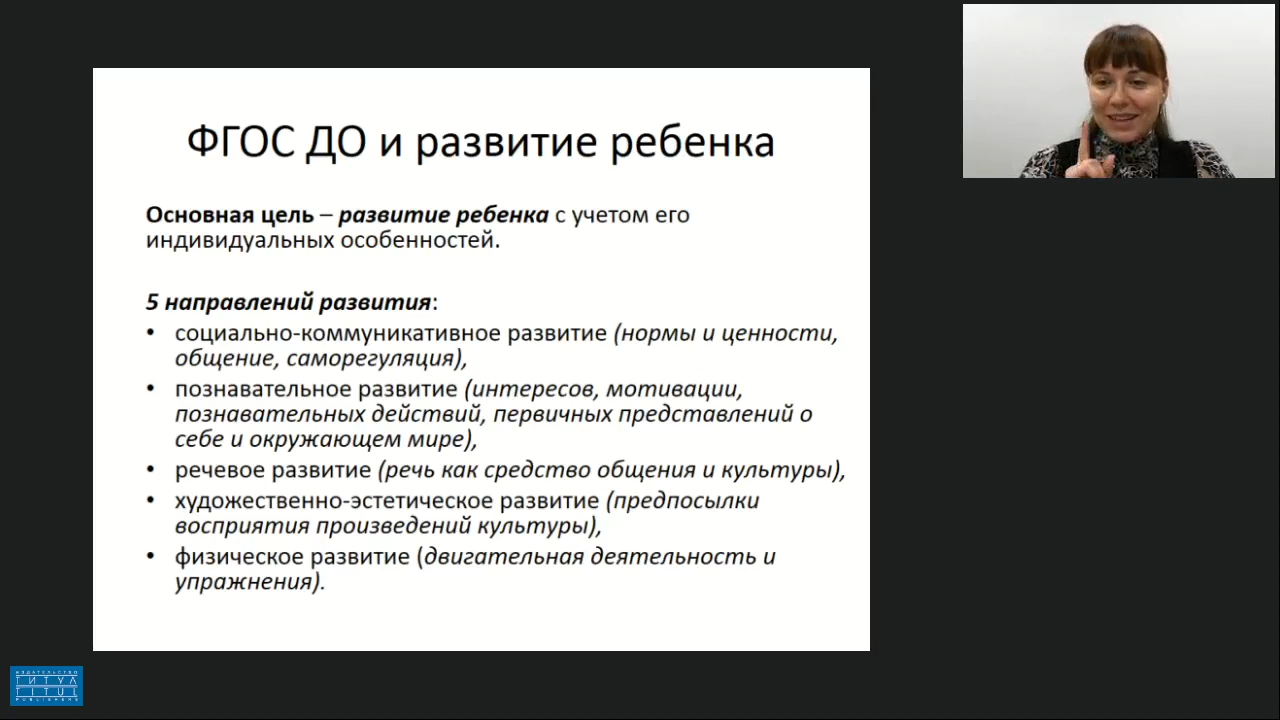 ФГОС ДО и развитие ребенка
Основная цель – развитие ребенка с учетом его
индивидуальных особенностей.
5 направлений развития:
• социально-коммуникативное развитие (нормы и ценности,
общение, саморегуляция),
• познавательное развитие (интересов, мотивации,
познавательных действий, первичных представлений о
себе и окружающем мире),
• речевое развитие (речь как средство общения и культуры),
• художественно-эстетическое развитие (предпосылки
восприятия произведений культуры),
• физическое развитие (двигательная деятельность и
упражнения).
ИЗДАТЕЛЬСТВО
ТИТУЛ
TITUL
PUBLISHERS